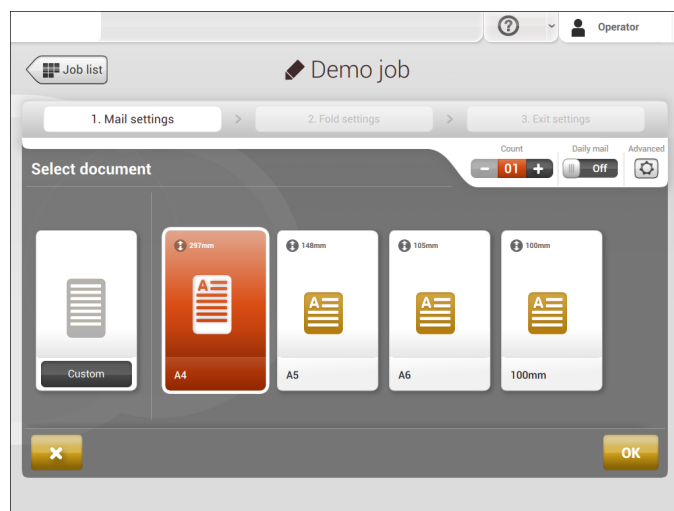 ?
Operator
Job list
Demo job
1. Mail settings
>
2. Fold settings
>
3. Exit settings
Select document
Count
Daily mail
Advanced
- 01 +
Off
297mm
148mm
105mm
100mm
A
A
A
A
Custom
A4
A5
A6
100mm
OK